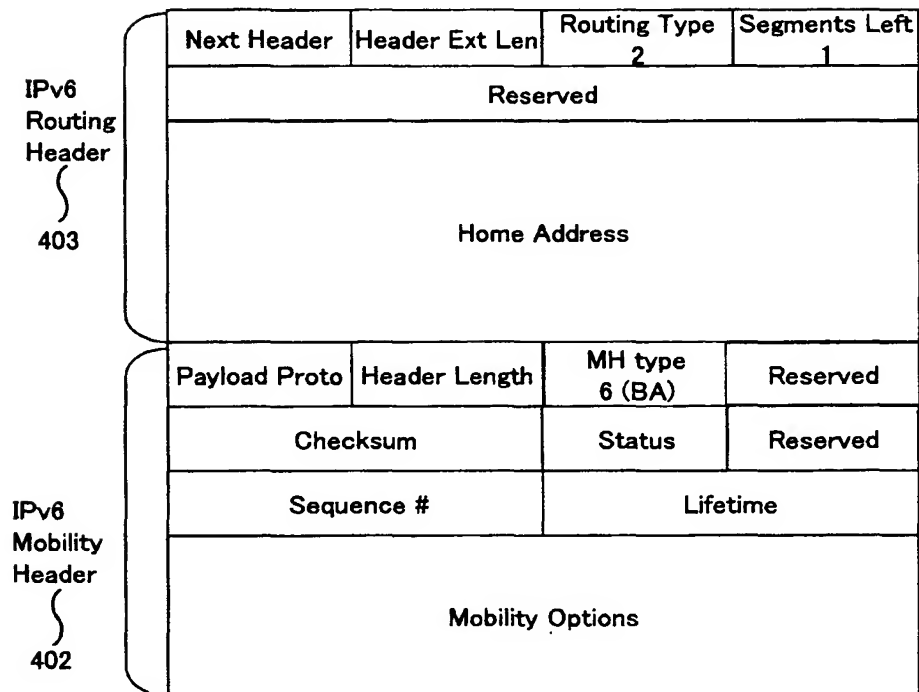 Next Header
Header Ext Len
Routing Type
2
Segments Left
1
IPv6
Routing
Header
403
Reserved
Home Address
Payload Proto
Header Length
MH type
6 (BA)
Reserved
Checksum
Status
Reserved
IPv6
Mobility
Header
402
Sequence #
Lifetime
Mobility Options